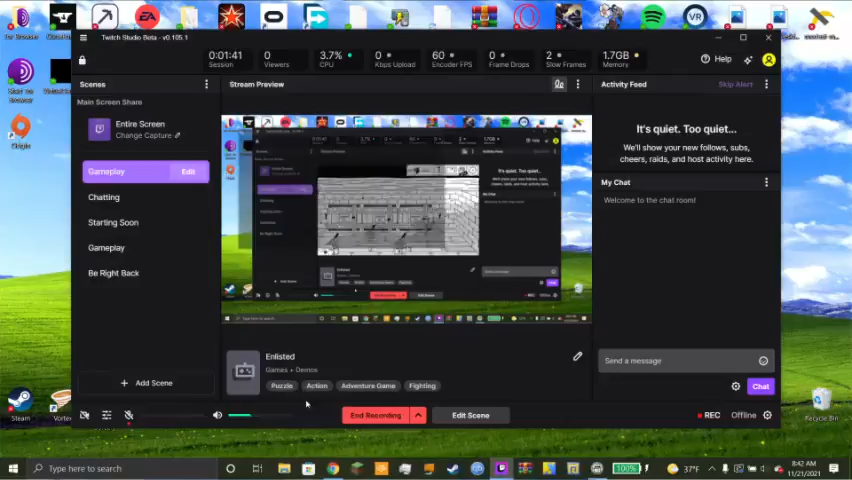 Twitch Studio Beta - v0.105.1
0:01:41 0 3.7% 0 60 0 2 1.7GB
Session Viewers CPU Kbps Upload Encoder FPS Frame Drops Slow Frames Memory
Help
Scenes
Stream Preview
Activity Feed
Skip Alert
Main Screen Share
Entire Screen
Change Capture
Gameplay
Edit
Chatting
Starting Soon
Gameplay
Be Right Back
Add Scene
It's quiet. Too quiet...
We'll show your new follows, subs,
cheers, raids, and host activity here.
My Chat
Welcome to the chat room!
Enlisted
Games + Demos
Puzzle Action Adventure Game Fighting
Send a message
Chat
End Recording
Edit Scene
REC
Offline
Browser
Origin
Steam
Recycle Bin
Type here to search
100%
37°F
8:42 AM
11/21/2021